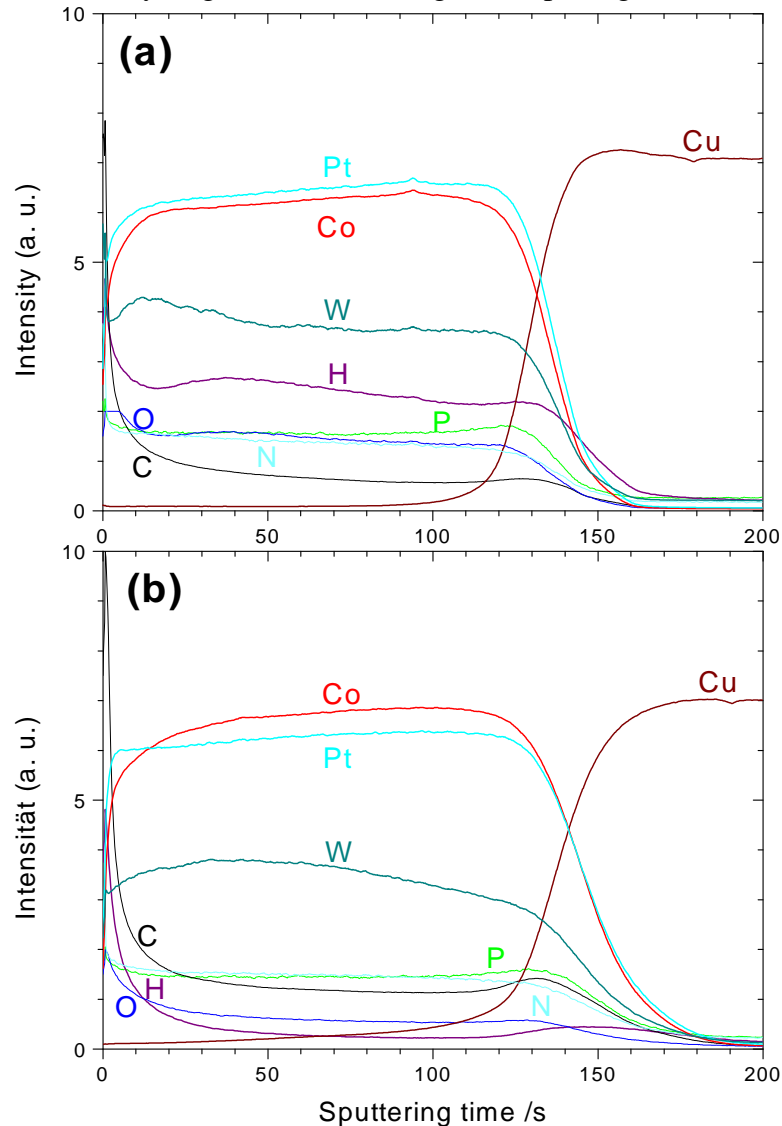 10
(a)
Cu
Pt
Co
5
W
H
O
P
N
C
0
0 50 100 150 200
Intensity (a. u.)
10
(b)
Co
Cu
Pt
5
W
C
P
H
O
N
0
0 50 100 150 200
Intensität (a. u.)
Sputtering time /s